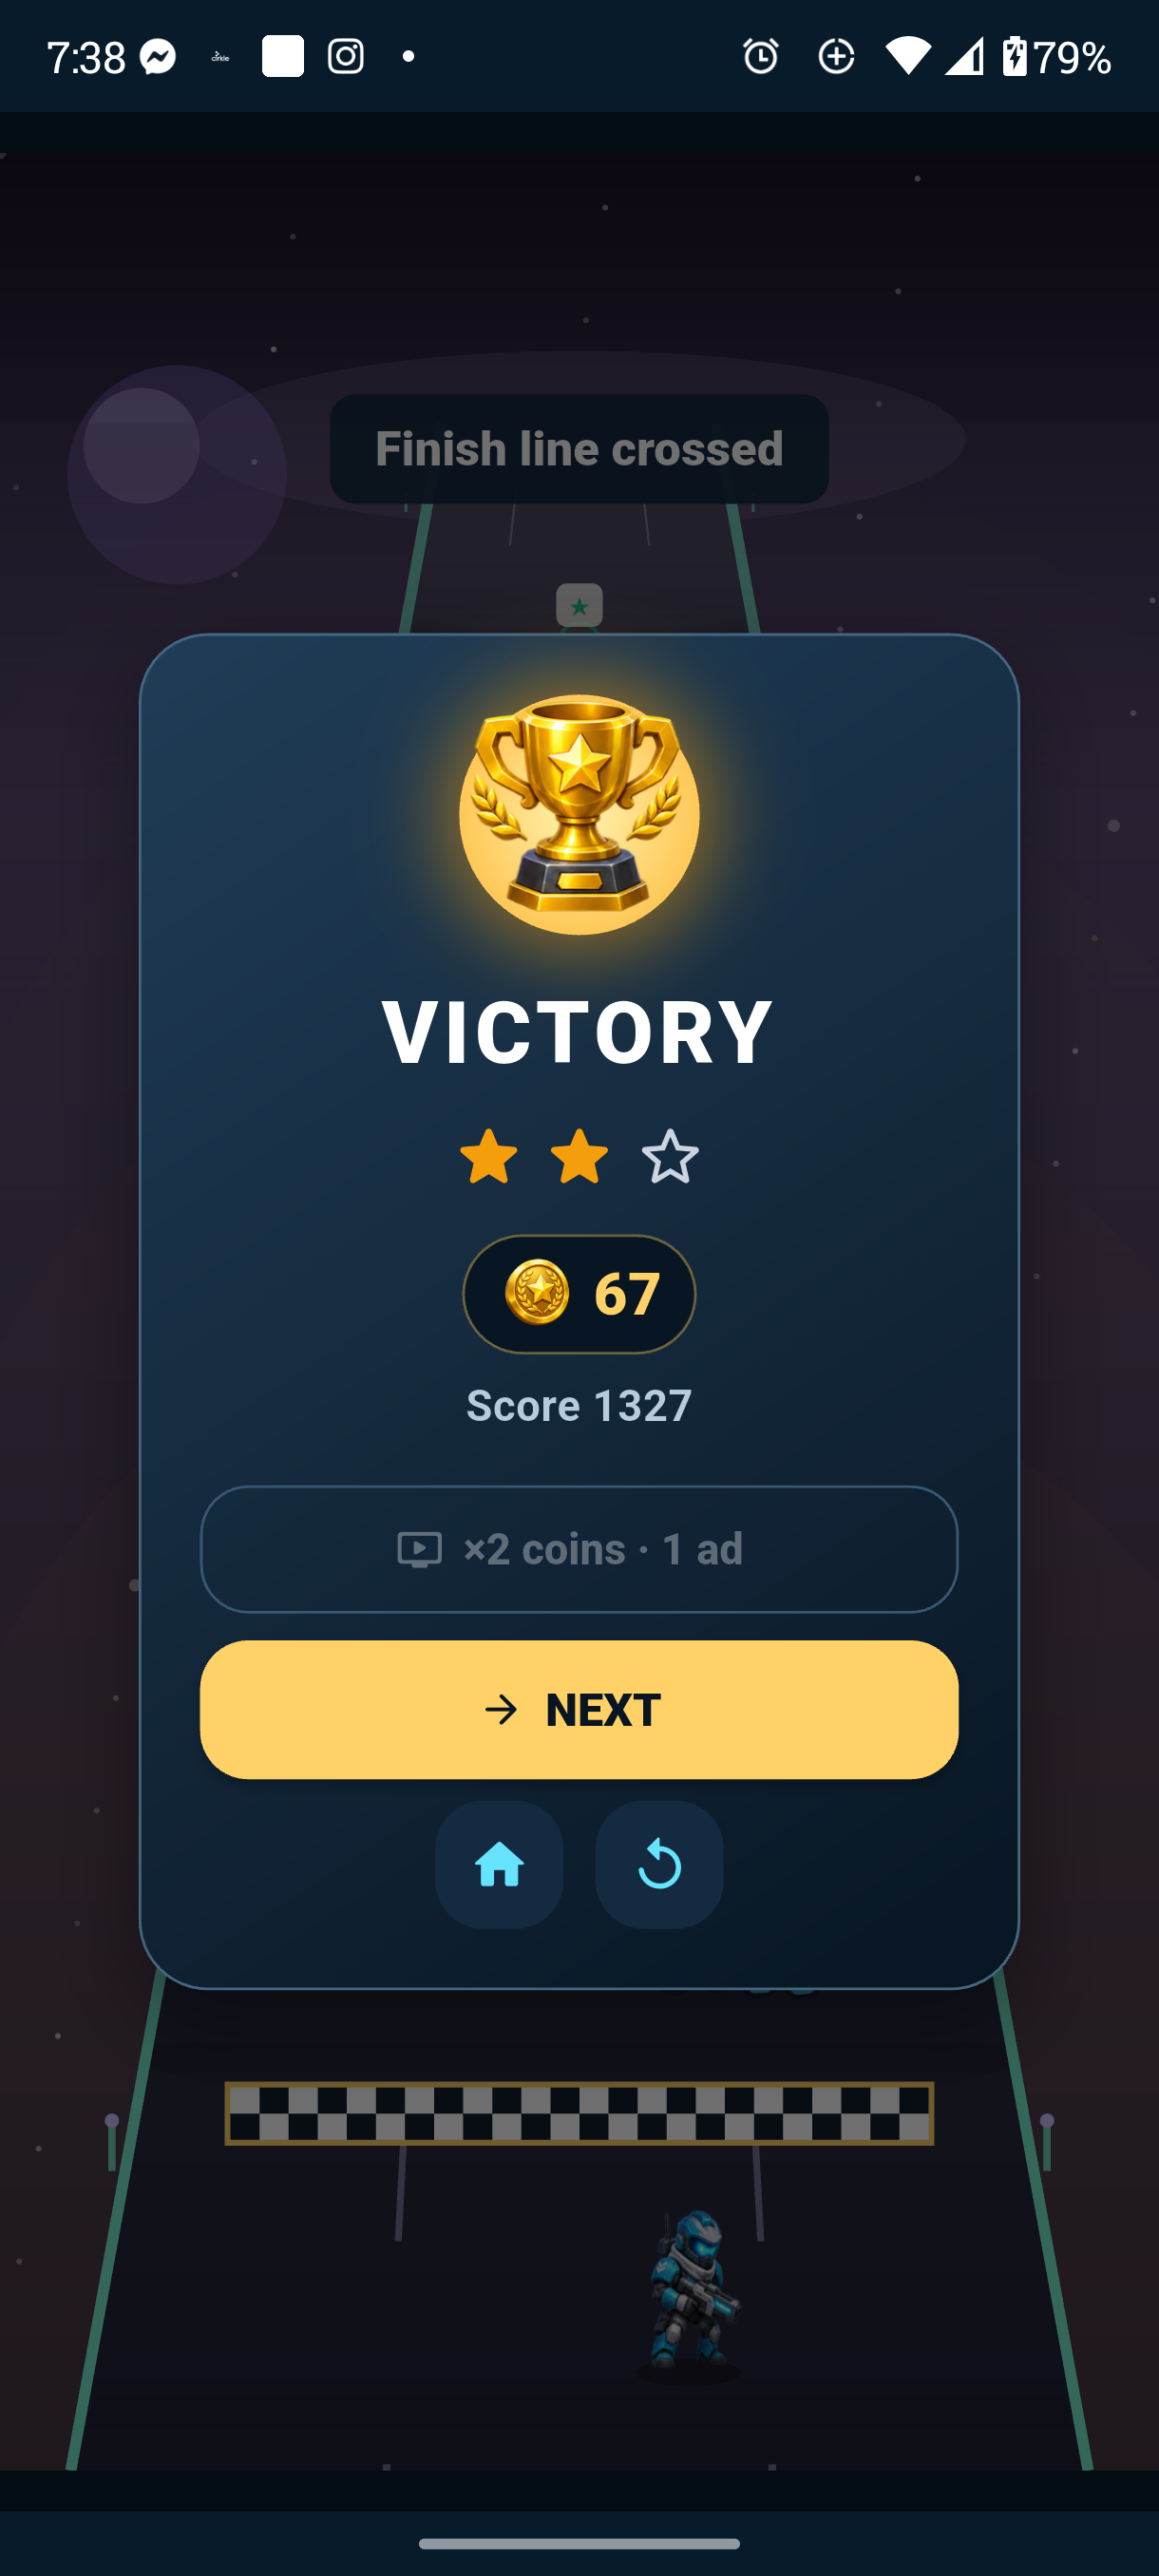 7:38
79%
Finish line crossed
VICTORY
67
Score 1327
×2 coins · 1 ad
NEXT